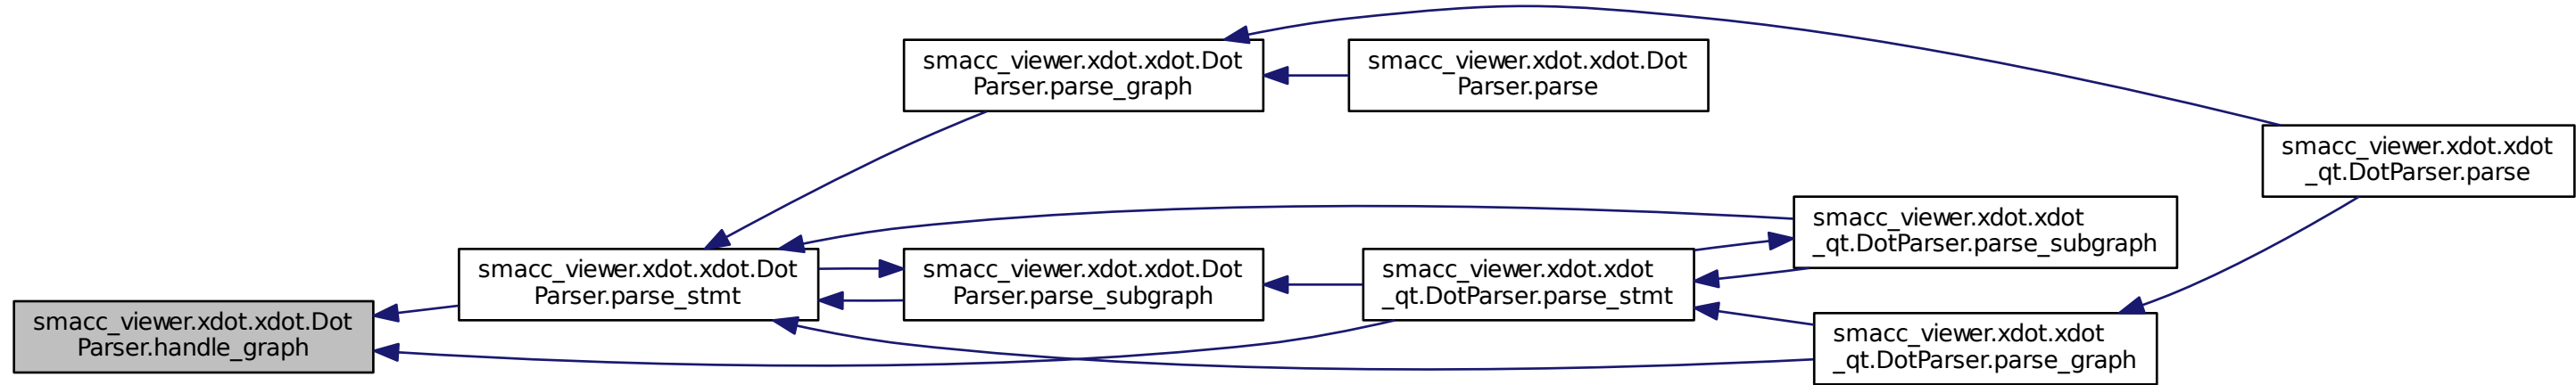 smacc_viewer.xdot.xdot.Dot
Parser.handle_graph
smacc_viewer.xdot.xdot.Dot
Parser.parse_stmt
smacc_viewer.xdot.xdot.Dot
Parser.parse_graph
smacc_viewer.xdot.xdot.Dot
Parser.parse
smacc_viewer.xdot.xdot.Dot
Parser.parse_subgraph
smacc_viewer.xdot.xdot
_qt.DotParser.parse_stmt
smacc_viewer.xdot.xdot
_qt.DotParser.parse_subgraph
smacc_viewer.xdot.xdot
_qt.DotParser.parse_graph
smacc_viewer.xdot.xdot
_qt.DotParser.parse